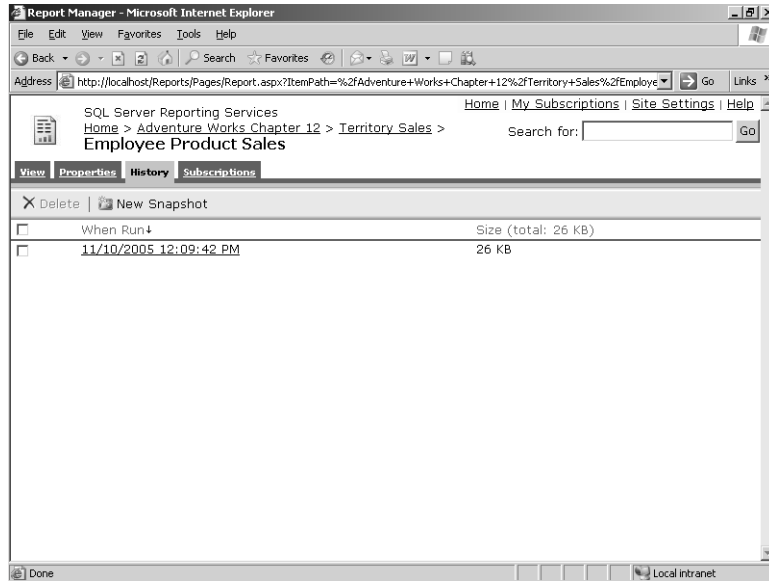 Report Manager - Microsoft Internet Explorer
File Edit View Favorites Tools Help
Back Search Favorites
Address http://localhost/Reports/Pages/Report.aspx?ItemPath=%2fAdventure+Works+Chapter+12%2fTerritory+Sales%2fEmploye Go Links »
Home | My Subscriptions | Site Settings | Help
SQL Server Reporting Services
Home > Adventure Works Chapter 12 > Territory Sales >
Search for: Go
Employee Product Sales
View Properties History Subscriptions
Delete | New Snapshot
When Run↓ Size (total: 26 KB)
11/10/2005 12:09:42 PM 26 KB
Done Local intranet